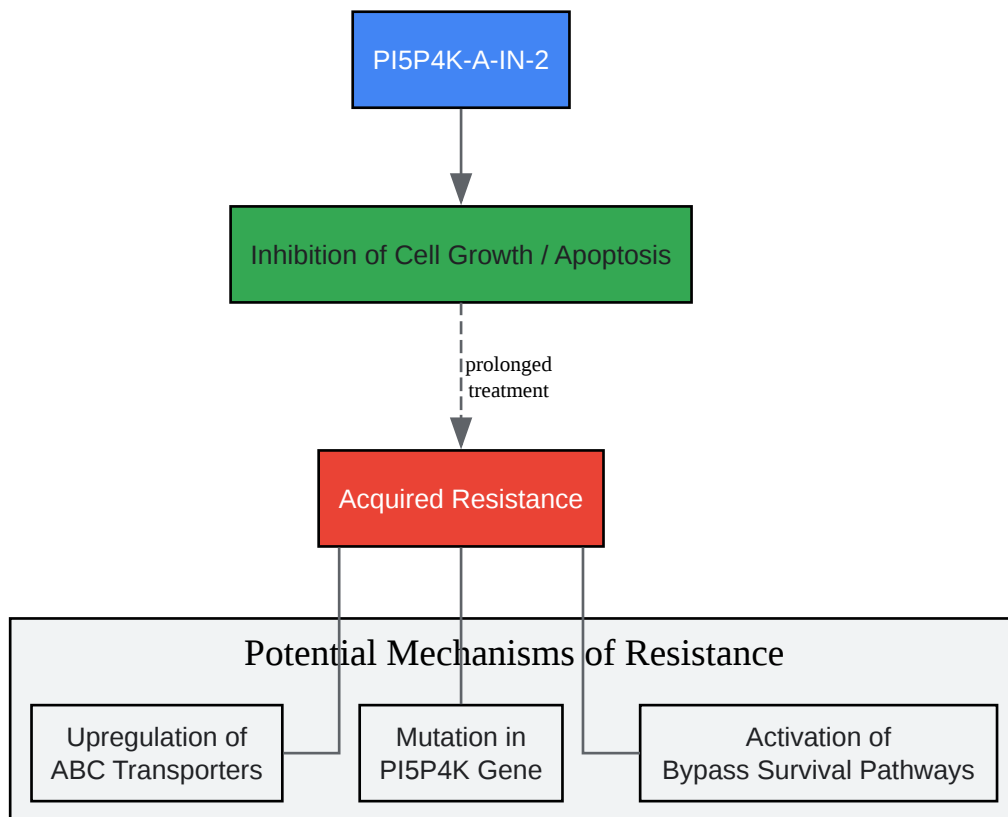 PI5P4K-A-IN-2
Inhibition of Cell Growth / Apoptosis
prolonged
treatment
Acquired Resistance
Potential Mechanisms of Resistance
Upregulation of
ABC Transporters
Mutation in
PI5P4K Gene
Activation of
Bypass Survival Pathways